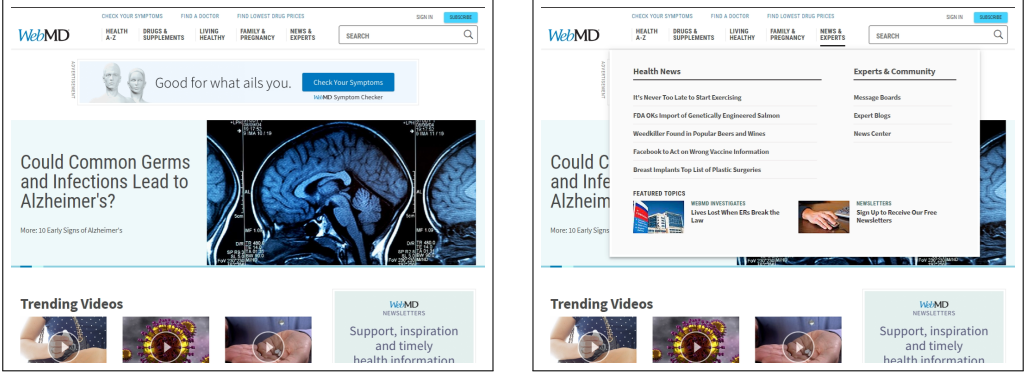 CHECK YOUR SYMPTOMS FIND A DOCTOR FIND LOWEST DRUG PRICES SIGN IN SUBSCRIBE
WebMD
HEALTH A-Z
DRUGS & SUPPLEMENTS
LIVING HEALTHY
FAMILY & PREGNANCY
NEWS & EXPERTS
SEARCH
ADVERTISEMENT
Good for what ails you.
Check Your Symptoms
WebMD Symptom Checker
Could Common Germs
and Infections Lead to
Alzheimer's?
More: 10 Early Signs of Alzheimer's
Trending Videos
WebMD
NEWSLETTERS
Support, inspiration
and timely
health information
CHECK YOUR SYMPTOMS FIND A DOCTOR FIND LOWEST DRUG PRICES SIGN IN SUBSCRIBE
WebMD
HEALTH A-Z
DRUGS & SUPPLEMENTS
LIVING HEALTHY
FAMILY & PREGNANCY
NEWS & EXPERTS
SEARCH
ADVERTISEMENT
Health News
It's Never Too Late to Start Exercising
FDA OKs Import of Genetically Engineered Salmon
Weedkiller Found in Popular Beers and Wines
Facebook to Act on Wrong Vaccine Information
Breast Implants Top List of Plastic Surgeries
Experts & Community
Message Boards
Expert Blogs
News Center
FEATURED TOPICS
WEBMD INVESTIGATES
Lives Lost When ERs Break the
Law
NEWSLETTERS
Sign Up to Receive Our Free
Newsletters
Could C
and Infe
Alzheim
More: 10 Early Signs
Trending Videos
WebMD
NEWSLETTERS
Support, inspiration
and timely
health information